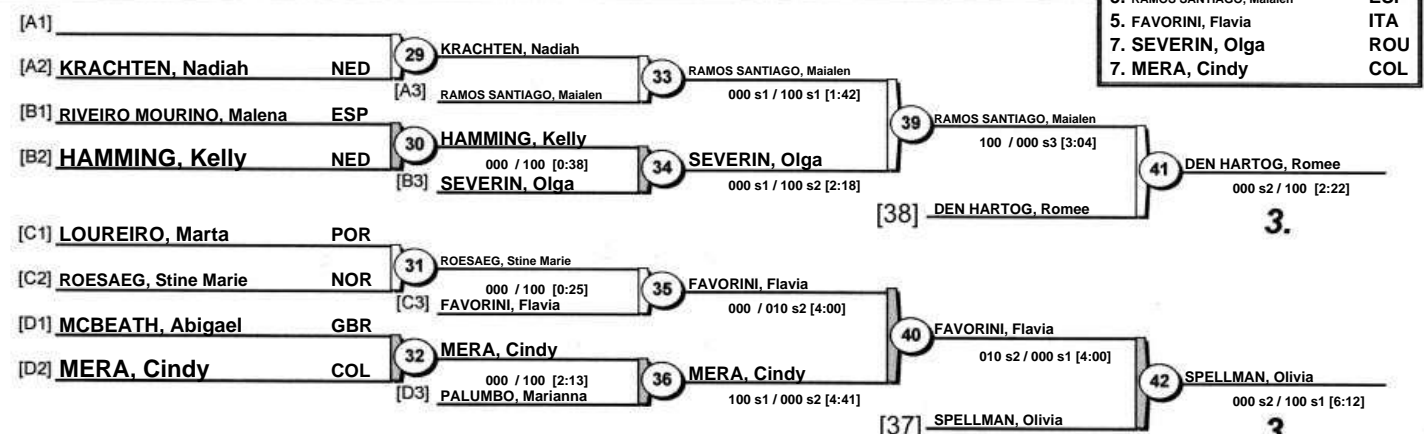 RAMOS SANTIAGO, Maialen
5. FAVORINI, Flavia ITA
7. SEVERIN, Olga ROU
7. MERA, Cindy COL
[A1]
[A2] KRACHTEN, Nadiah NED
29
KRACHTEN, Nadiah
[A3] RAMOS SANTIAGO, Maialen
33
RAMOS SANTIAGO, Maialen
000 s1 / 100 s1 [1:42]
[B1] RIVEIRO MOURINO, Malena ESP
[B2] HAMMING, Kelly NED
30
HAMMING, Kelly
000 / 100 [0:38]
[B3] SEVERIN, Olga
34
SEVERIN, Olga
000 s1 / 100 s2 [2:18]
39
RAMOS SANTIAGO, Maialen
100 / 000 s3 [3:04]
[38] DEN HARTOG, Romee
41
DEN HARTOG, Romee
000 s2 / 100 [2:22]
3.
[C1] LOUREIRO, Marta POR
[C2] ROESAEG, Stine Marie NOR
31
ROESAEG, Stine Marie
000 / 100 [0:25]
[C3] FAVORINI, Flavia
35
FAVORINI, Flavia
000 / 010 s2 [4:00]
[D1] MCBEATH, Abigael GBR
[D2] MERA, Cindy COL
32
MERA, Cindy
000 / 100 [2:13]
[D3] PALUMBO, Marianna
36
MERA, Cindy
100 s1 / 000 s2 [4:41]
40
FAVORINI, Flavia
010 s2 / 000 s1 [4:00]
[37] SPELLMAN, Olivia
42
SPELLMAN, Olivia
000 s2 / 100 s1 [6:12]
3